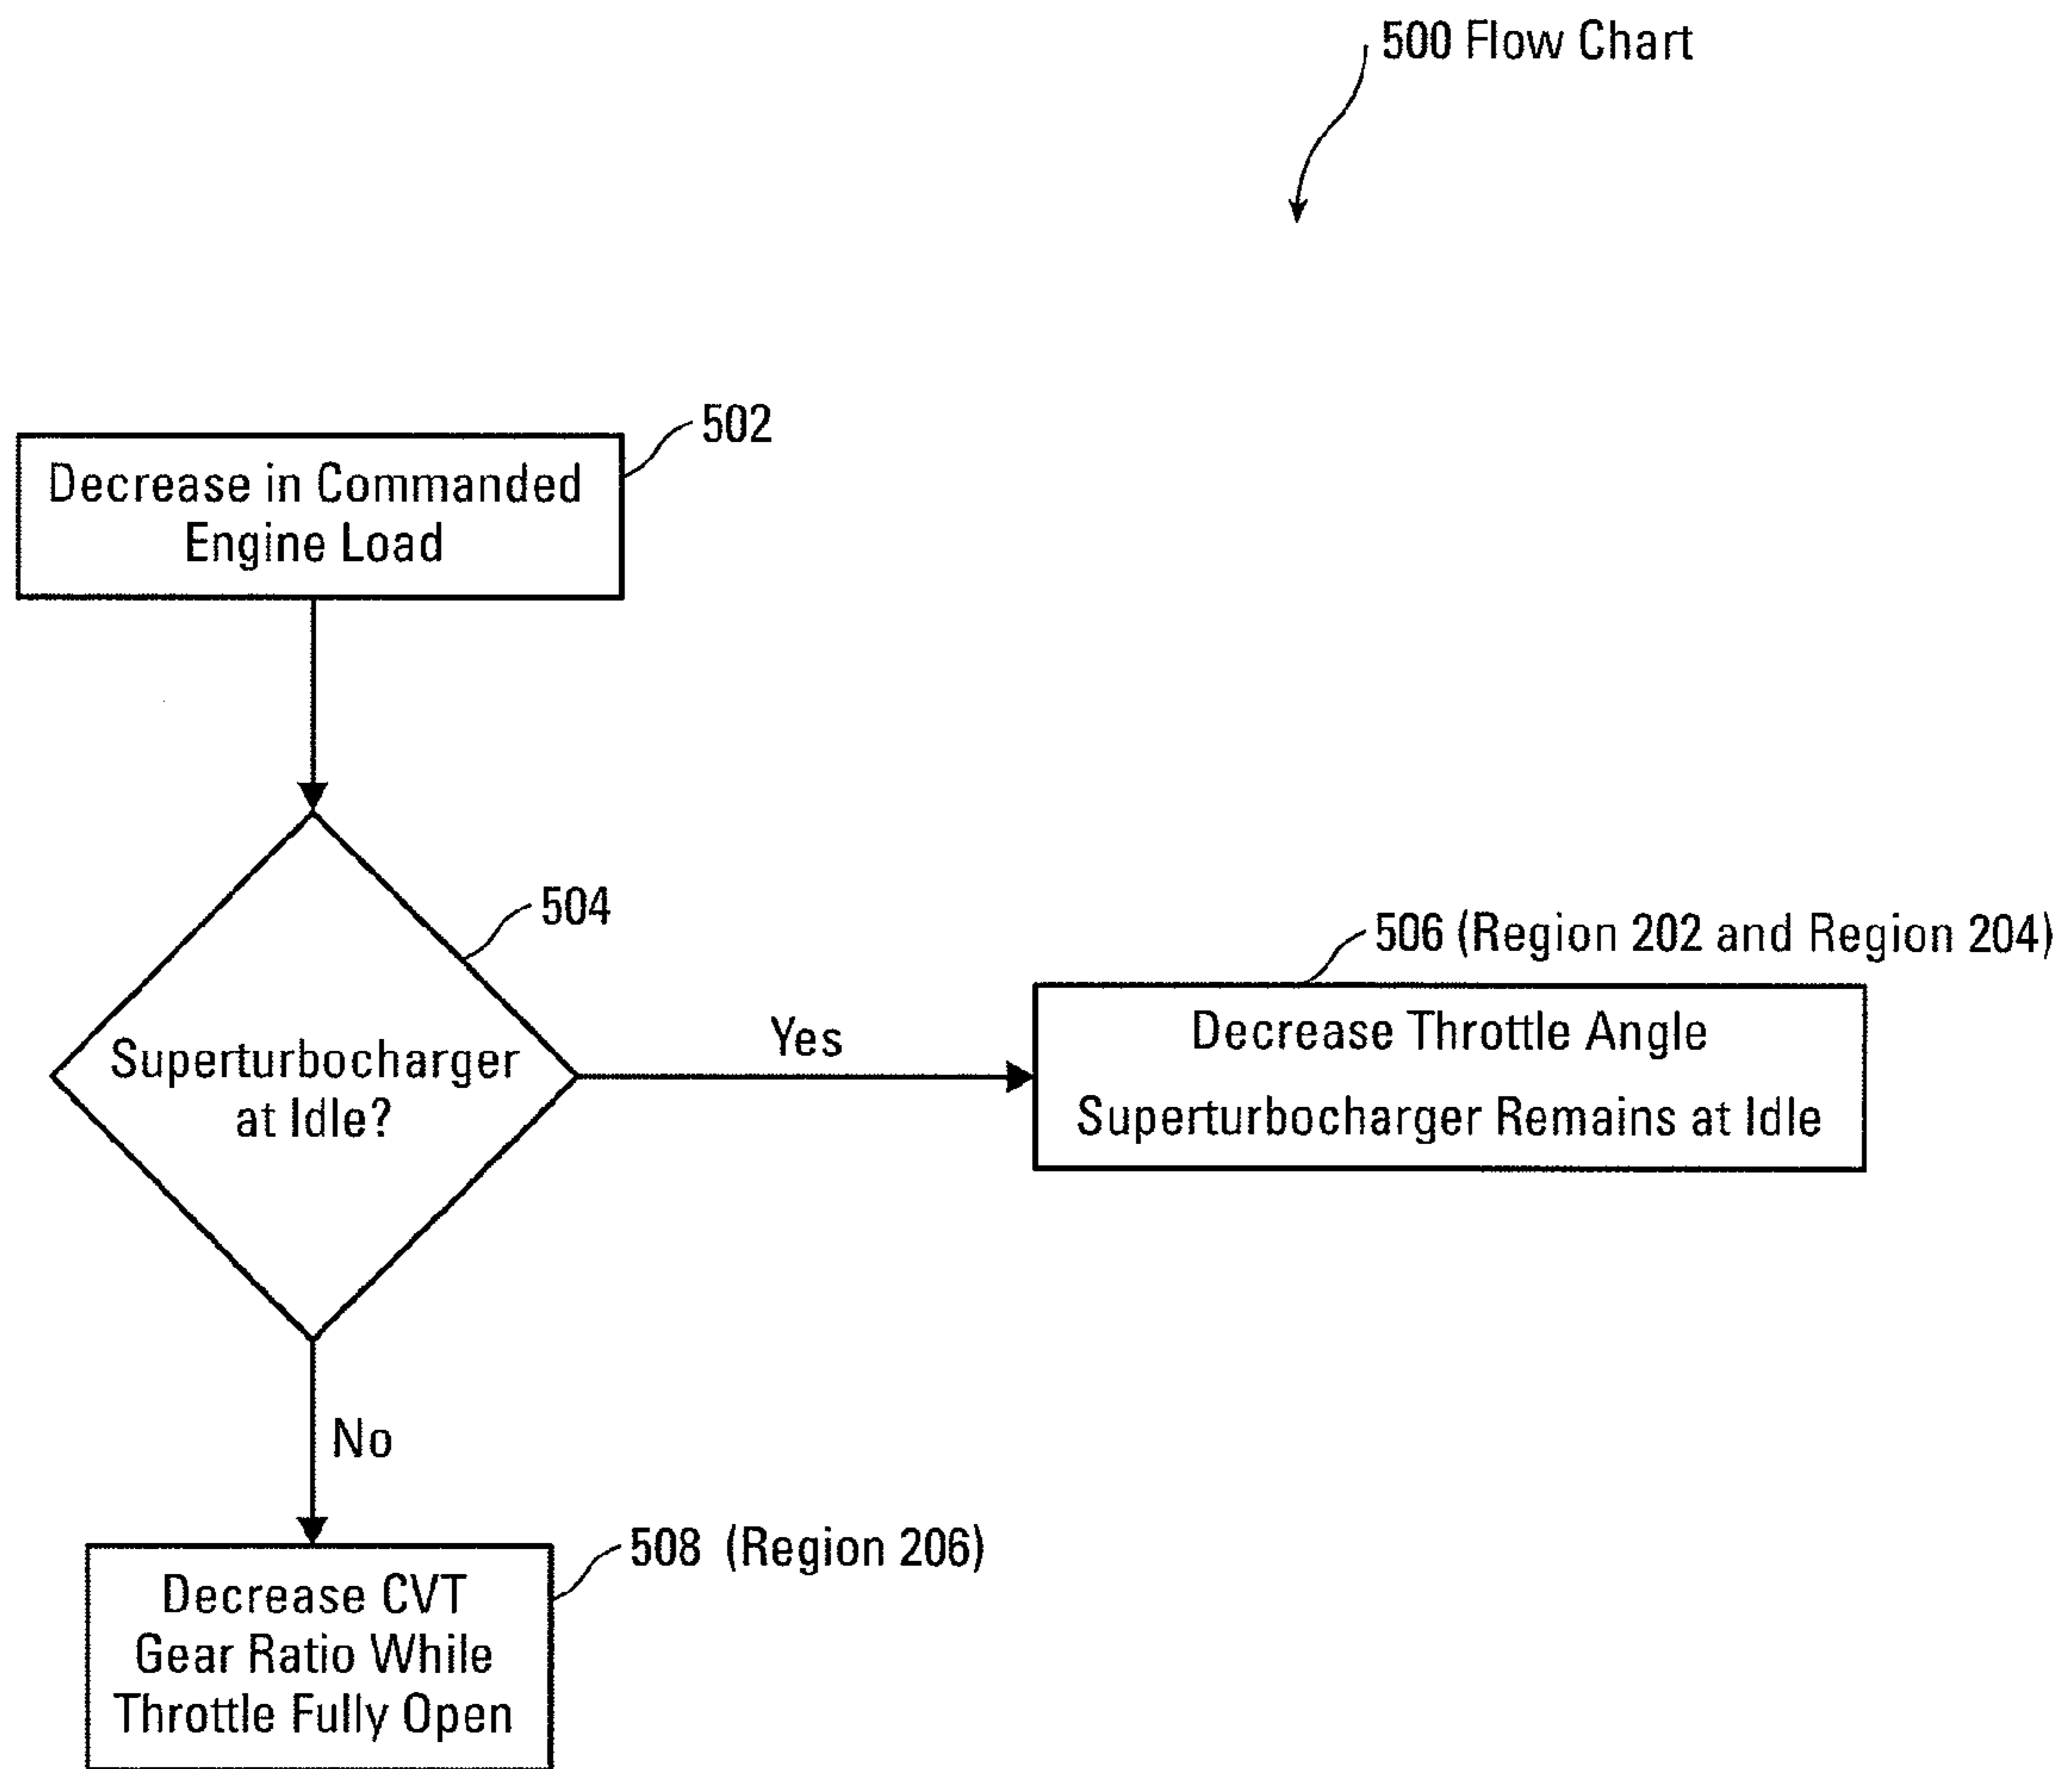 500 Flow Chart
502
Decrease in Commanded
Engine Load
504
Superturbocharger
at Idle?
Yes
506 (Region 202 and Region 204)
Decrease Throttle Angle
Superturbocharger Remains at Idle
No
508 (Region 206)
Decrease CVT
Gear Ratio While
Throttle Fully Open